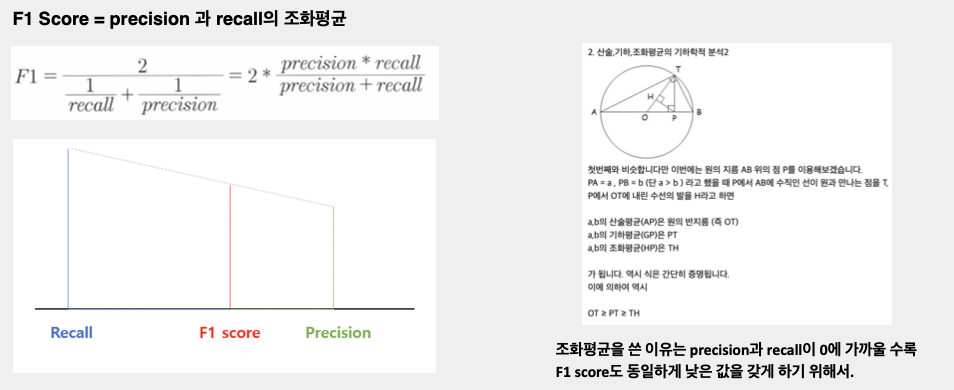 F1 Score = precision 과 recall의 조화평균
F1 = 2 / (1/recall + 1/precision) = 2 * (precision * recall) / (precision + recall)
Recall
F1 score
Precision
2. 산술,기하,조화평균의 기하학적 분석2
T
H
A
O
P
B
첫번째와 비슷합니다만 이번에는 원의 지름 AB 위의 점 P를 이용해보겠습니다.
PA = a , PB = b (단 a > b ) 라고 했을 때 P에서 AB에 수직인 선이 원과 만나는 점을 T,
P에서 OT에 내린 수선의 발을 H라고 하면
a,b의 산술평균(AP)은 원의 반지름 (즉 OT)
a,b의 기하평균(GP)은 PT
a,b의 조화평균(HP)은 TH
가 됩니다. 역시 식은 간단히 증명됩니다.
이에 의하여 역시
OT ≥ PT ≥ TH
조화평균을 쓴 이유는 precision과 recall이 0에 가까울 수록
F1 score도 동일하게 낮은 값을 갖게 하기 위해서.